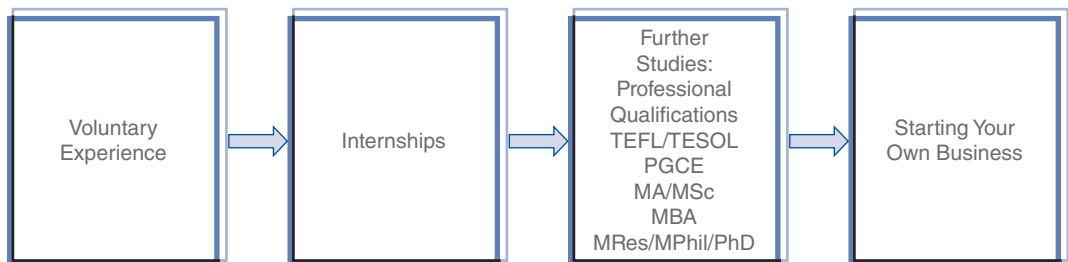 Voluntary
Experience
Internships
Further
Studies:
Professional
Qualifications
TEFL/TESOL
PGCE
MA/MSc
MBA
MRes/MPhil/PhD
Starting Your
Own Business